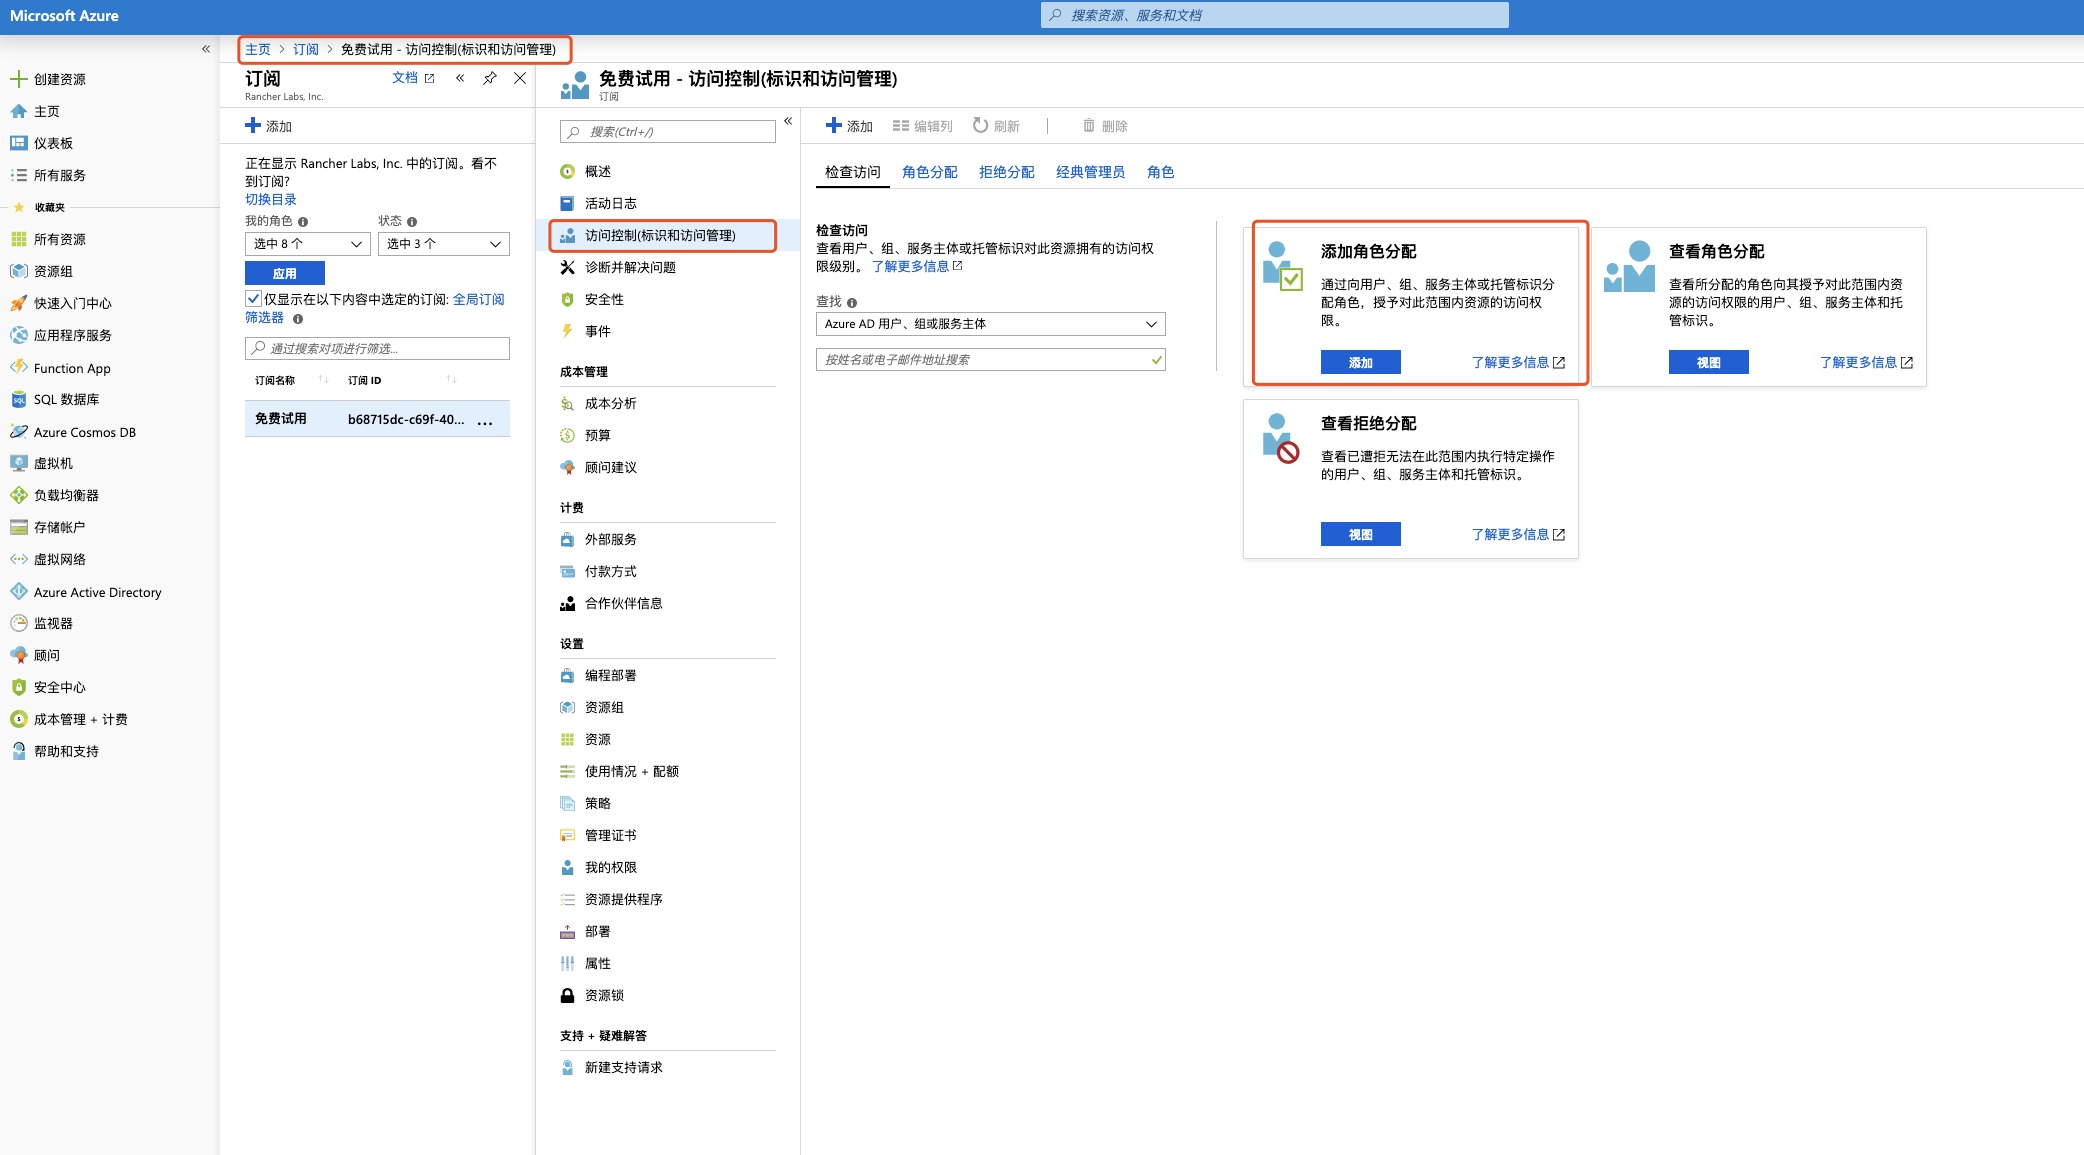 Microsoft Azure
搜索资源、服务和文档
«
主页 > 订阅 > 免费试用 - 访问控制(标识和访问管理)
创建资源
主页
仪表板
所有服务
收藏夹
所有资源
资源组
快速入门中心
应用程序服务
Function App
SQL 数据库
Azure Cosmos DB
虚拟机
负载均衡器
存储帐户
虚拟网络
Azure Active Directory
监视器
顾问
安全中心
成本管理 + 计费
帮助和支持
订阅
Rancher Labs, Inc.
文档
«
添加
正在显示 Rancher Labs, Inc. 中的订阅。看不
到订阅?
切换目录
我的角色
状态
选中 8 个
选中 3 个
应用
仅显示在以下内容中选定的订阅: 全局订阅
筛选器
通过搜索对项进行筛选...
订阅名称
订阅 ID
免费试用
b68715dc-c69f-40...
...
免费试用 - 访问控制(标识和访问管理)
订阅
搜索(Ctrl+/)
«
概述
活动日志
访问控制(标识和访问管理)
诊断并解决问题
安全性
事件
成本管理
成本分析
预算
顾问建议
计费
外部服务
付款方式
合作伙伴信息
设置
编程部署
资源组
资源
使用情况 + 配额
策略
管理证书
我的权限
资源提供程序
部署
属性
资源锁
支持 + 疑难解答
新建支持请求
添加
编辑列
刷新
删除
检查访问
角色分配
拒绝分配
经典管理员
角色
检查访问
查看用户、组、服务主体或托管标识对此资源拥有的访问权
限级别。 了解更多信息
查找
Azure AD 用户、组或服务主体
按姓名或电子邮件地址搜索
添加角色分配
通过向用户、组、服务主体或托管标识分
配角色，授予对此范围内资源的访问权
限。
添加
了解更多信息
查看角色分配
查看所分配的角色向其授予对此范围内资
源的访问权限的用户、组、服务主体和托
管标识。
视图
了解更多信息
查看拒绝分配
查看已遭拒无法在此范围内执行特定操作
的用户、组、服务主体和托管标识。
视图
了解更多信息